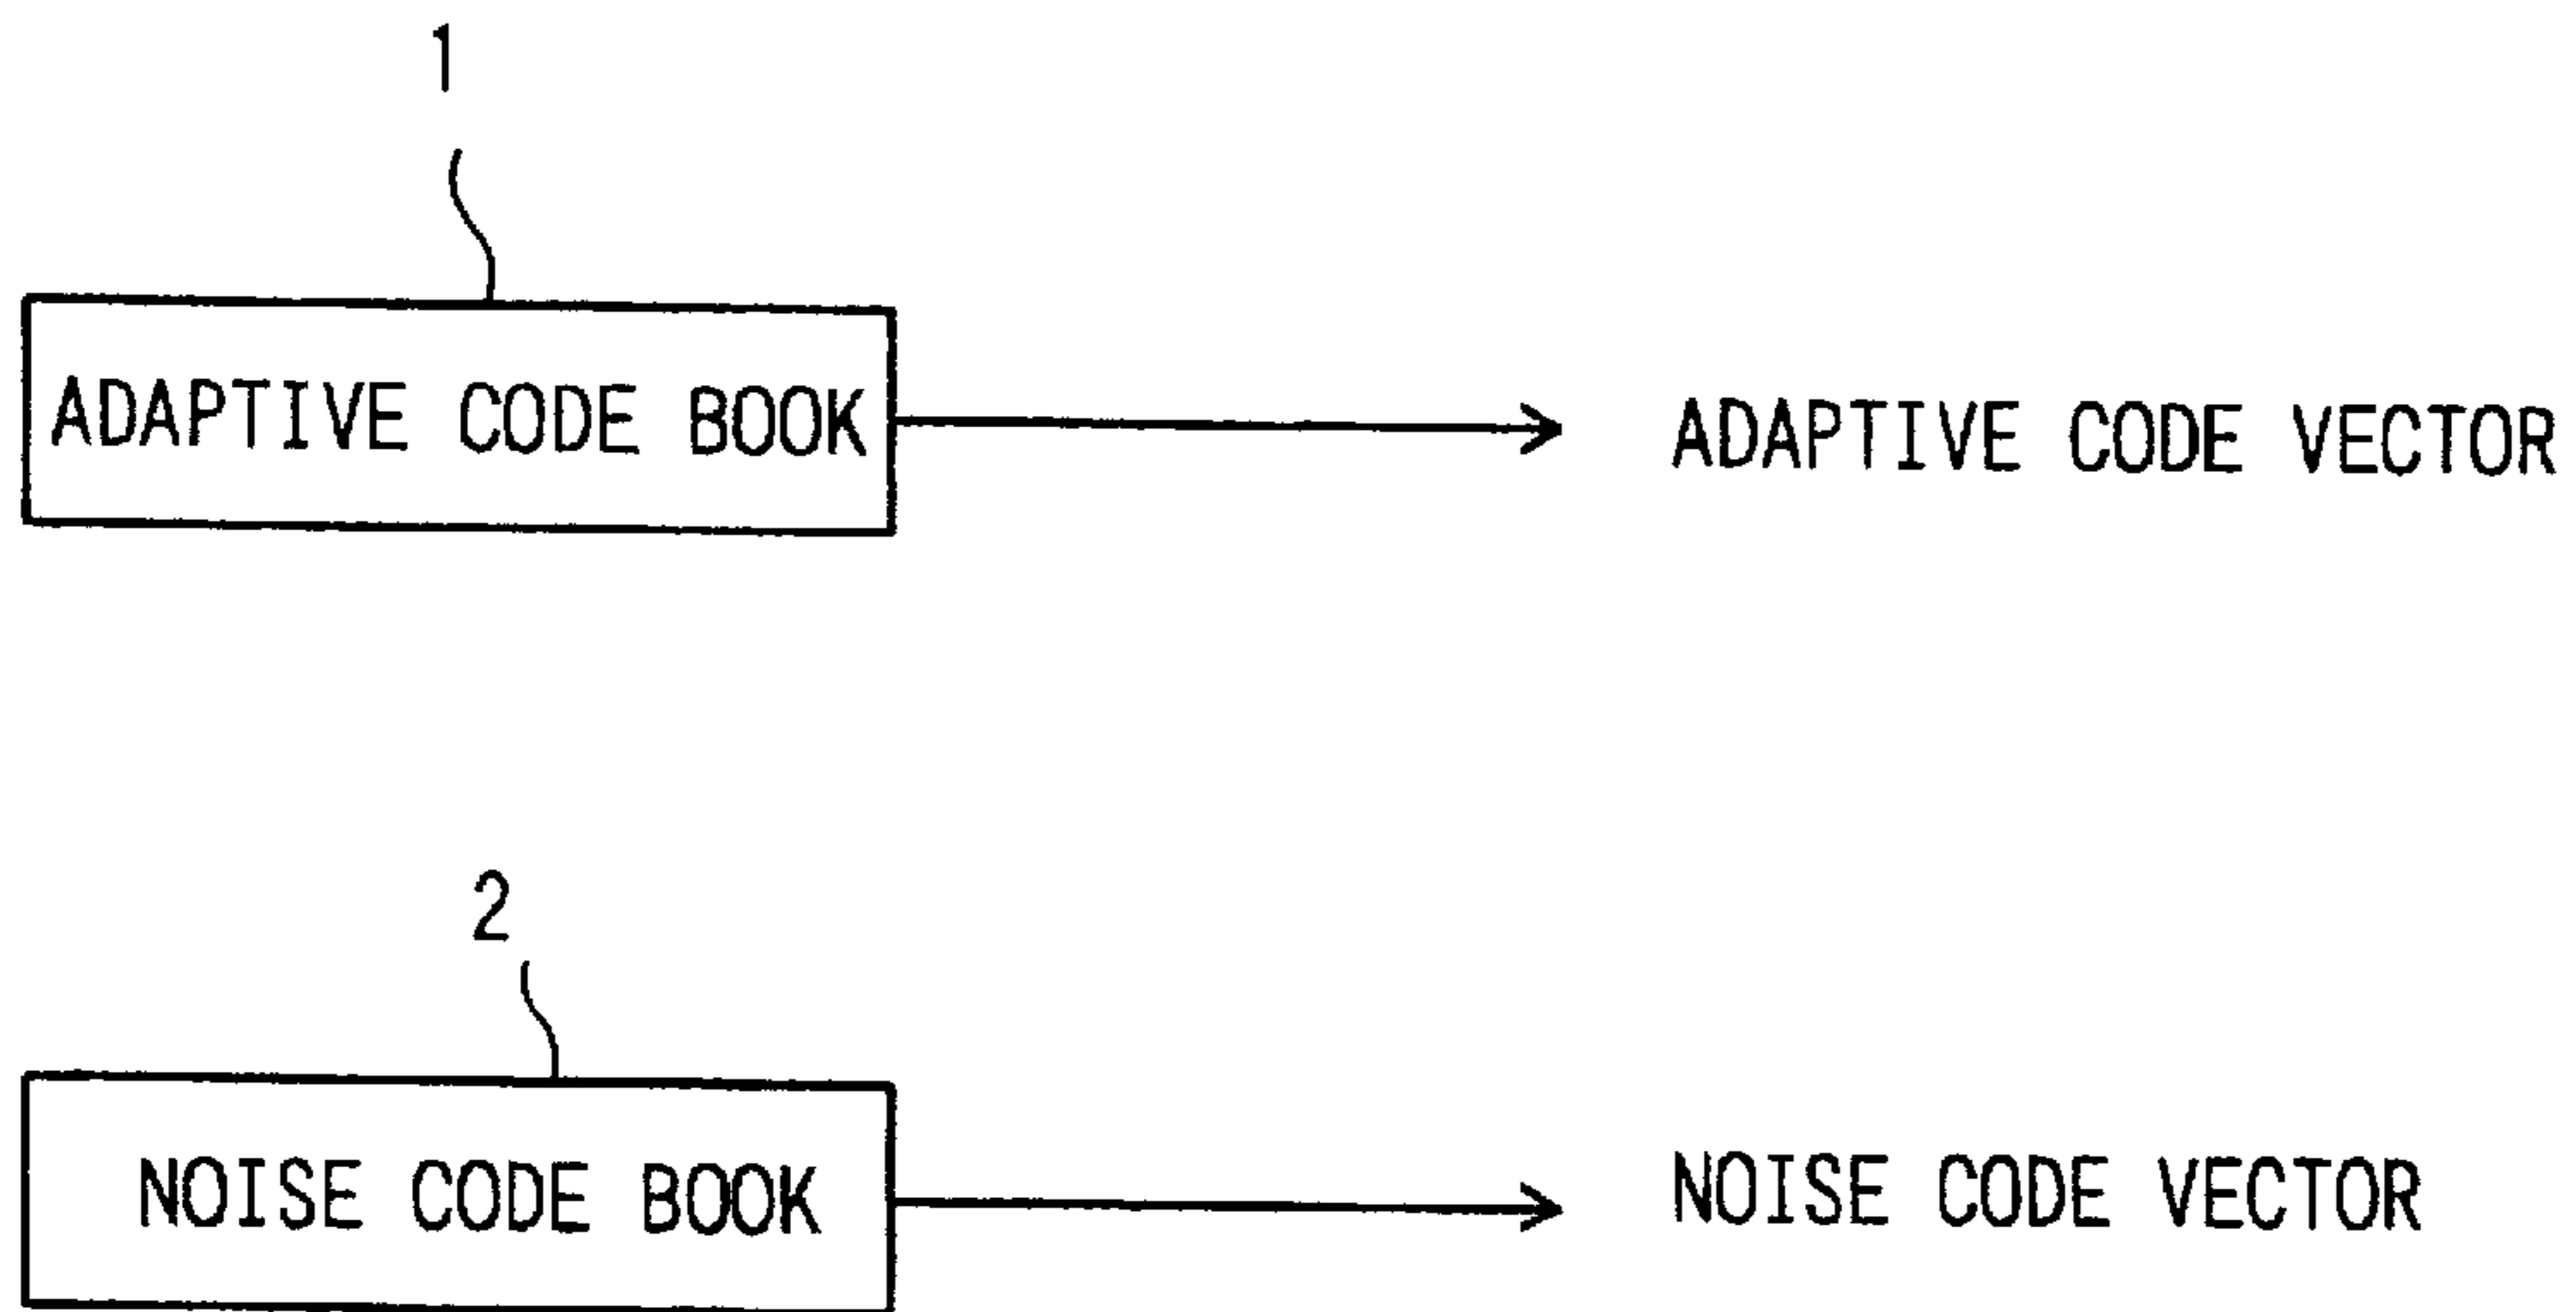 1
ADAPTIVE CODE BOOK
ADAPTIVE CODE VECTOR
2
NOISE CODE BOOK
NOISE CODE VECTOR